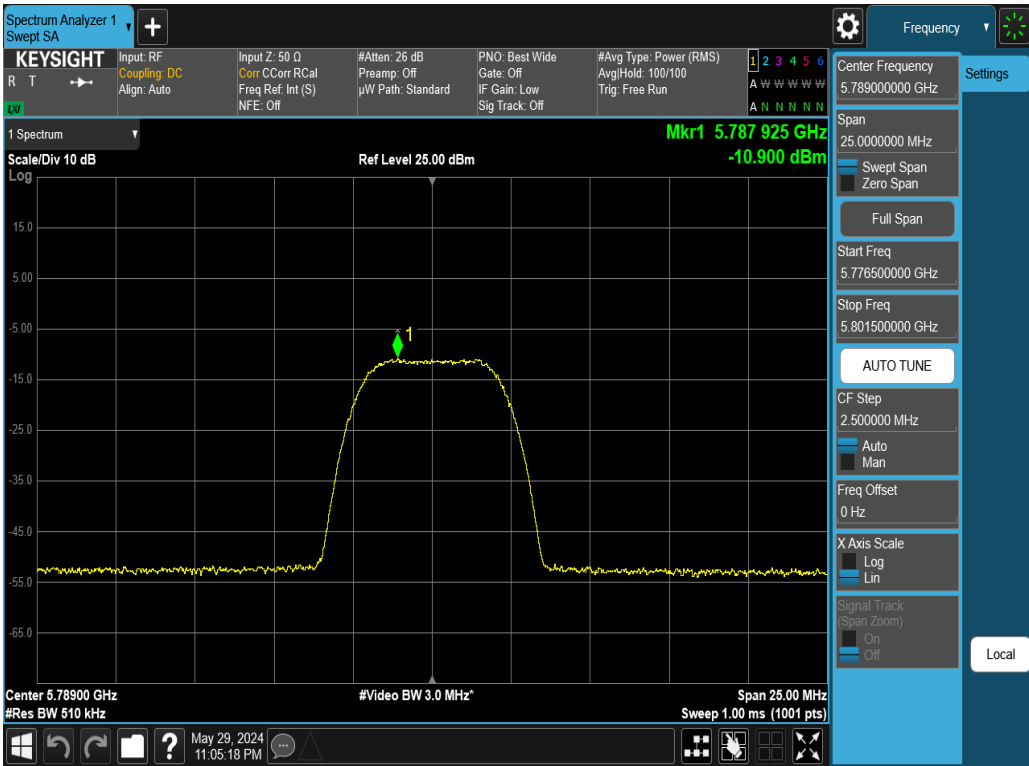 Spectrum Analyzer 1
Swept SA
+
Frequency
KEYSIGHT
R T
LXI
Input: RF
Coupling: DC
Align: Auto
Input Z: 50 Ω
Corr CCorr RCal
Freq Ref: Int (S)
NFE: Off
#Atten: 26 dB
Preamp: Off
µW Path: Standard
PNO: Best Wide
Gate: Off
IF Gain: Low
Sig Track: Off
#Avg Type: Power (RMS)
Avg|Hold: 100/100
Trig: Free Run
1 2 3 4 5 6
A W W W W W
A N N N N N
1 Spectrum
Mkr1 5.787 925 GHz
-10.900 dBm
Scale/Div 10 dB
Ref Level 25.00 dBm
Log
15.0
5.00
-5.00
1
-15.0
-25.0
-35.0
-45.0
-55.0
-65.0
Center 5.78900 GHz
#Video BW 3.0 MHz*
Span 25.00 MHz
#Res BW 510 kHz
Sweep 1.00 ms (1001 pts)
Center Frequency
5.789000000 GHz
Settings
Span
25.0000000 MHz
Swept Span
Zero Span
Full Span
Start Freq
5.776500000 GHz
Stop Freq
5.801500000 GHz
AUTO TUNE
CF Step
2.500000 MHz
Auto
Man
Freq Offset
0 Hz
X Axis Scale
Log
Lin
Signal Track
(Span Zoom)
On
Off
Local
?
May 29, 2024
11:05:18 PM